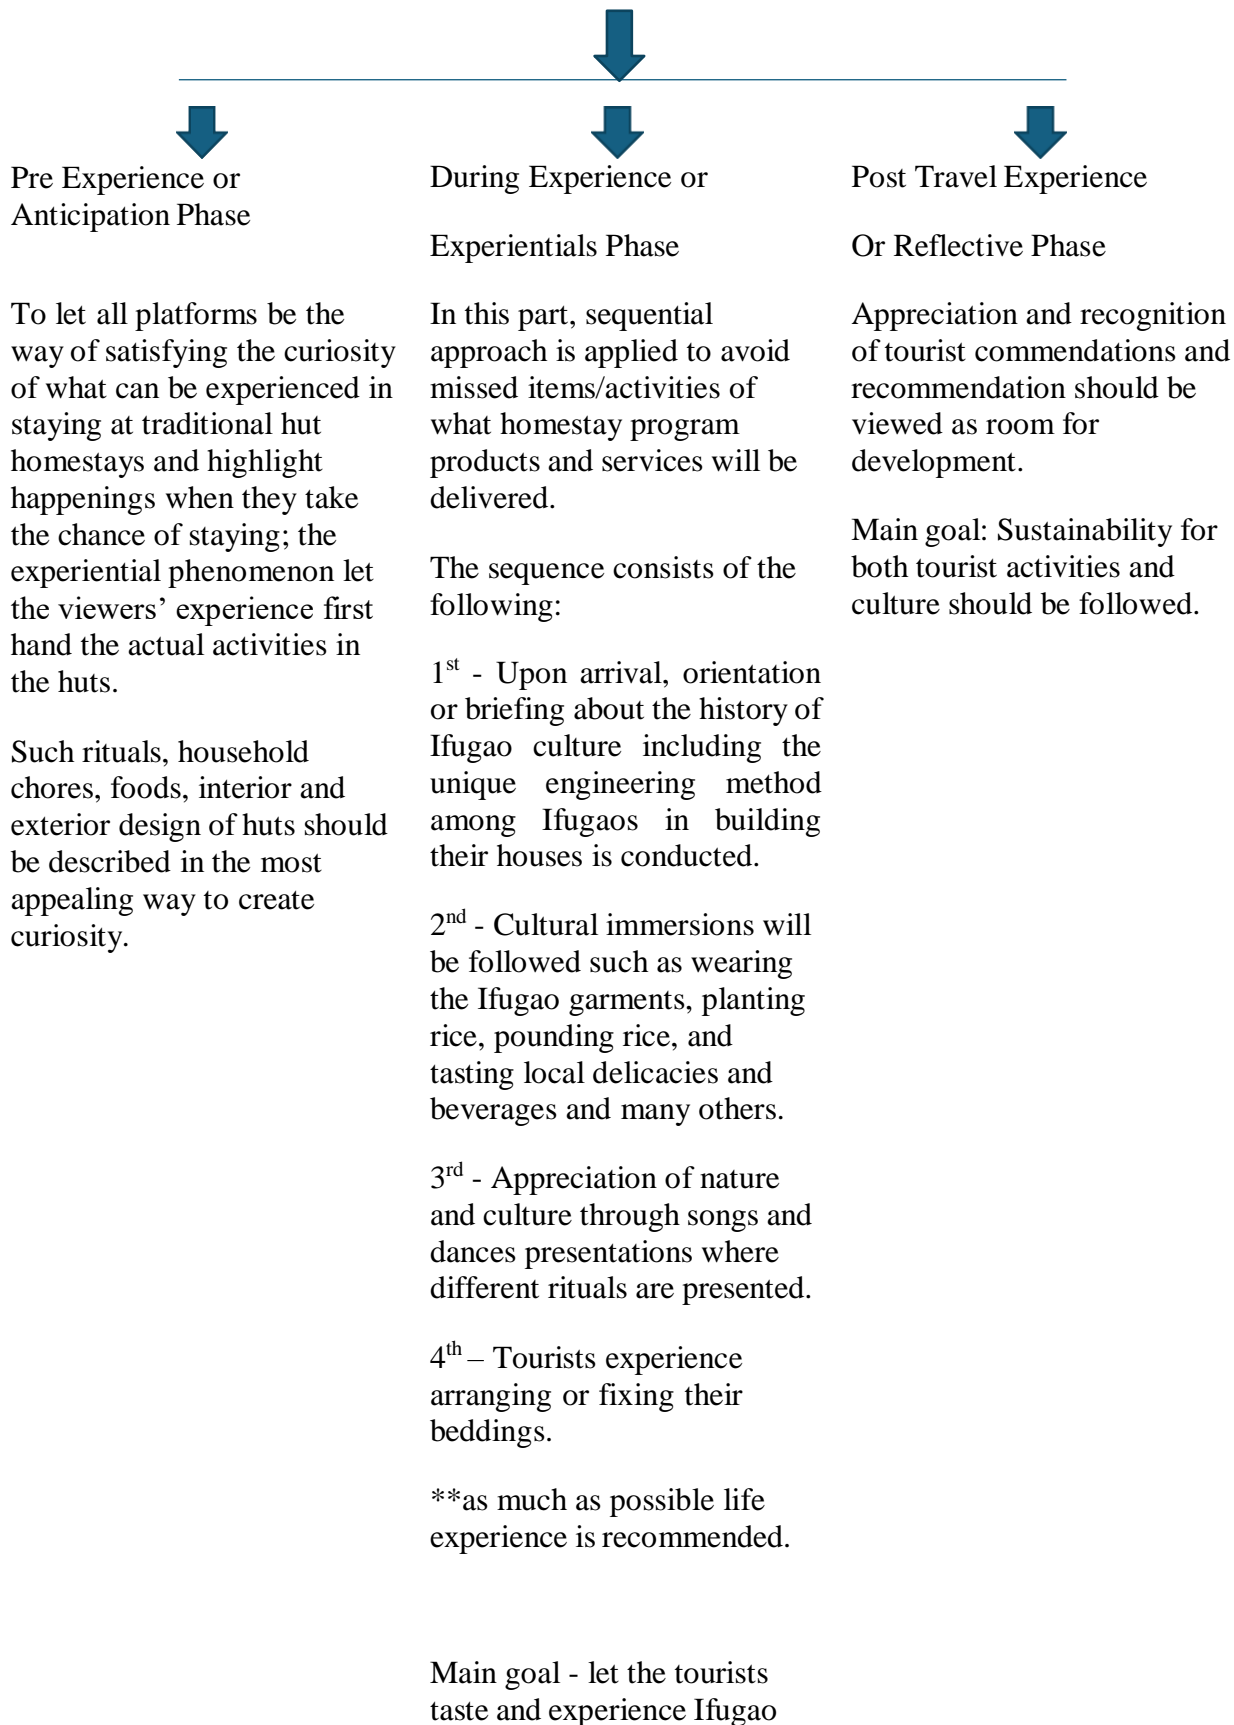 Pre Experience or
Anticipation Phase
To let all platforms be the
way of satisfying the curiosity
of what can be experienced in
staying at traditional hut
homestays and highlight
happenings when they take
the chance of staying; the
experiential phenomenon let
the viewers’ experience first
hand the actual activities in
the huts.
Such rituals, household
chores, foods, interior and
exterior design of huts should
be described in the most
appealing way to create
curiosity.
During Experience or
Experientials Phase
In this part, sequential
approach is applied to avoid
missed items/activities of
what homestay program
products and services will be
delivered.
The sequence consists of the
following:
1st - Upon arrival, orientation
or briefing about the history of
Ifugao culture including the
unique engineering method
among Ifugaos in building
their houses is conducted.
2nd - Cultural immersions will
be followed such as wearing
the Ifugao garments, planting
rice, pounding rice, and
tasting local delicacies and
beverages and many others.
3rd - Appreciation of nature
and culture through songs and
dances presentations where
different rituals are presented.
4th – Tourists experience
arranging or fixing their
beddings.
**as much as possible life
experience is recommended.
Main goal - let the tourists
taste and experience Ifugao
Post Travel Experience
Or Reflective Phase
Appreciation and recognition
of tourist commendations and
recommendation should be
viewed as room for
development.
Main goal: Sustainability for
both tourist activities and
culture should be followed.